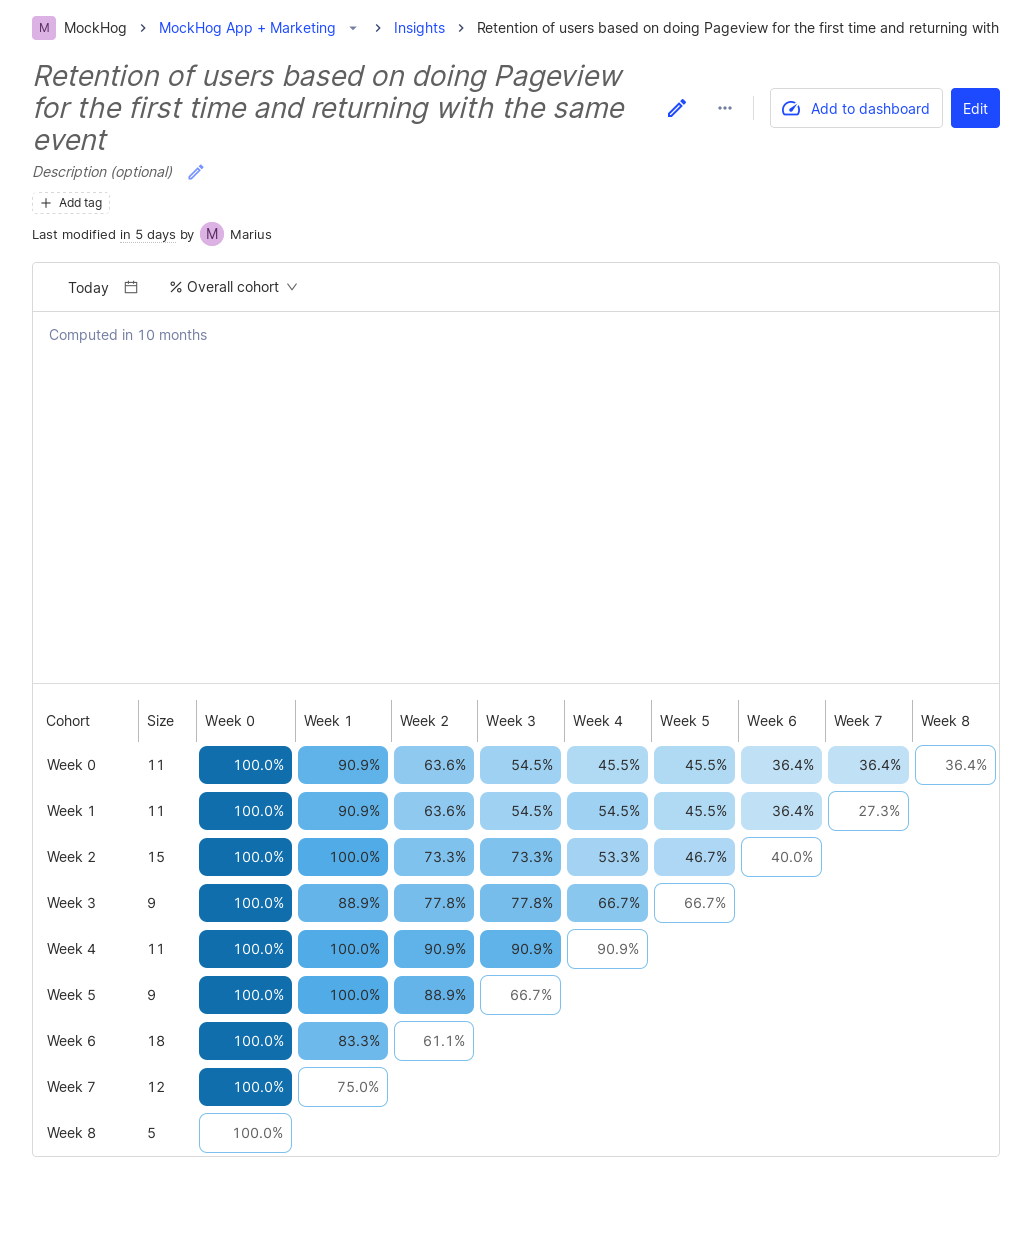 M MockHog > MockHog App + Marketing > Insights > Retention of users based on doing Pageview for the first time and returning with
Retention of users based on doing Pageview
for the first time and returning with the same
event
Add to dashboard Edit
Description (optional)
+ Add tag
Last modified in 5 days by M Marius
Today % Overall cohort
Computed in 10 months
Cohort Size Week 0 Week 1 Week 2 Week 3 Week 4 Week 5 Week 6 Week 7 Week 8
Week 0 11 100.0% 90.9% 63.6% 54.5% 45.5% 45.5% 36.4% 36.4% 36.4%
Week 1 11 100.0% 90.9% 63.6% 54.5% 54.5% 45.5% 36.4% 27.3%
Week 2 15 100.0% 100.0% 73.3% 73.3% 53.3% 46.7% 40.0%
Week 3 9 100.0% 88.9% 77.8% 77.8% 66.7% 66.7%
Week 4 11 100.0% 100.0% 90.9% 90.9% 90.9%
Week 5 9 100.0% 100.0% 88.9% 66.7%
Week 6 18 100.0% 83.3% 61.1%
Week 7 12 100.0% 75.0%
Week 8 5 100.0%